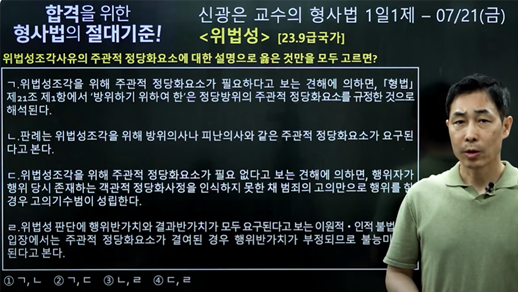 합격을 위한
형사법의 절대기준!
신광은 교수의 형사법 1일1제 – 07/21(금)
<위법성> [23.9급국가]
위법성조각사유의 주관적 정당화요소에 대한 설명으로 옳은 것만을 모두 고르면?
ㄱ.위법성조각을 위해 주관적 정당화요소가 필요하다고 보는 견해에 의하면, 「형법」
제21조 제1항에서 ‘방위하기 위하여 한’은 정당방위의 주관적 정당화요소를 규정한 것으로
해석된다.
ㄴ.판례는 위법성조각을 위해 방위의사나 피난의사와 같은 주관적 정당화요소가 요구된
다고 본다.
ㄷ.위법성조각을 위해 주관적 정당화요소가 필요 없다고 보는 견해에 의하면, 행위자가
행위 당시 존재하는 객관적 정당화사정을 인식하지 못한 채 범죄의 고의만으로 행위를 한
경우 고의기수범이 성립한다.
ㄹ.위법성 판단에 행위반가치와 결과반가치가 모두 요구된다고 보는 이원적·인적 불법
입장에서는 주관적 정당화요소가 결여된 경우 행위반가치가 부정되므로 불능미
된다고 본다.
① ㄱ,ㄴ ② ㄱ,ㄷ ③ ㄴ,ㄹ ④ ㄷ,ㄹ